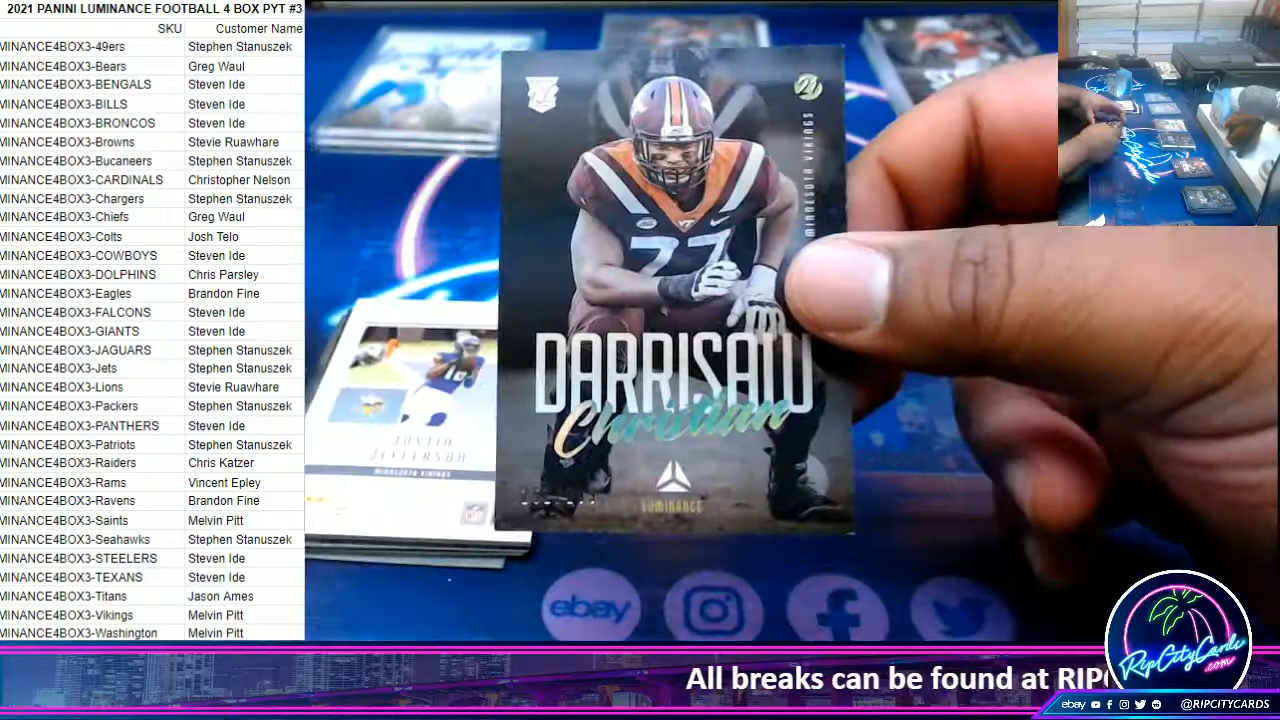 2021 PANINI LUMINANCE FOOTBALL 4 BOX PYT #3
SKU Customer Name
MINANCE4BOX3-49ers Stephen Stanuszek
MINANCE4BOX3-Bears Greg Waul
MINANCE4BOX3-BENGALS Steven Ide
MINANCE4BOX3-BILLS Steven Ide
MINANCE4BOX3-BRONCOS Steven Ide
MINANCE4BOX3-Browns Stevie Ruawhare
MINANCE4BOX3-Bucaneers Stephen Stanuszek
MINANCE4BOX3-CARDINALS Christopher Nelson
MINANCE4BOX3-Chargers Stephen Stanuszek
MINANCE4BOX3-Chiefs Greg Waul
MINANCE4BOX3-Colts Josh Telo
MINANCE4BOX3-COWBOYS Steven Ide
MINANCE4BOX3-DOLPHINS Chris Parsley
MINANCE4BOX3-Eagles Brandon Fine
MINANCE4BOX3-FALCONS Steven Ide
MINANCE4BOX3-GIANTS Steven Ide
MINANCE4BOX3-JAGUARS Stephen Stanuszek
MINANCE4BOX3-Jets Stephen Stanuszek
MINANCE4BOX3-Lions Stevie Ruawhare
MINANCE4BOX3-Packers Stephen Stanuszek
MINANCE4BOX3-PANTHERS Steven Ide
MINANCE4BOX3-Patriots Stephen Stanuszek
MINANCE4BOX3-Raiders Chris Katzer
MINANCE4BOX3-Rams Vincent Epley
MINANCE4BOX3-Ravens Brandon Fine
MINANCE4BOX3-Saints Melvin Pitt
MINANCE4BOX3-Seahawks Stephen Stanuszek
MINANCE4BOX3-STEELERS Steven Ide
MINANCE4BOX3-TEXANS Steven Ide
MINANCE4BOX3-Titans Jason Ames
MINANCE4BOX3-Vikings Melvin Pitt
MINANCE4BOX3-Washington Melvin Pitt
21
MINNESOTA VIKINGS
77
DARRISAW
Christian
LUMINANCE
JUSTIN
JEFFERSON
MINNESOTA VIKINGS
ebay
All breaks can be found at RIP
RipCityCards
.com
ebay @RIPCITYCARDS